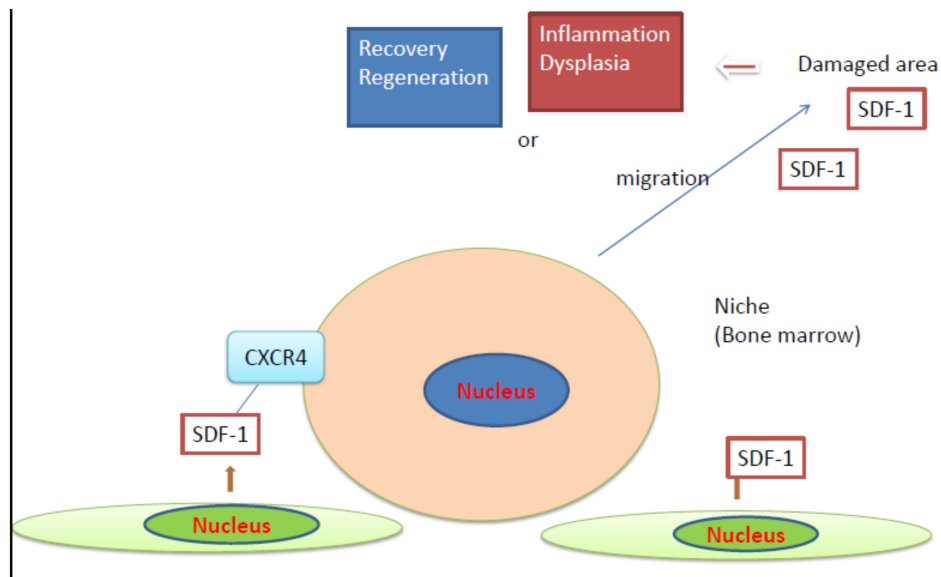 Recovery
Regeneration
Inflammation
Dysplasia
Damaged area
SDF-1
or
SDF-1
migration
Niche
(Bone marrow)
CXCR4
Nucleus
SDF-1
SDF-1
Nucleus
Nucleus